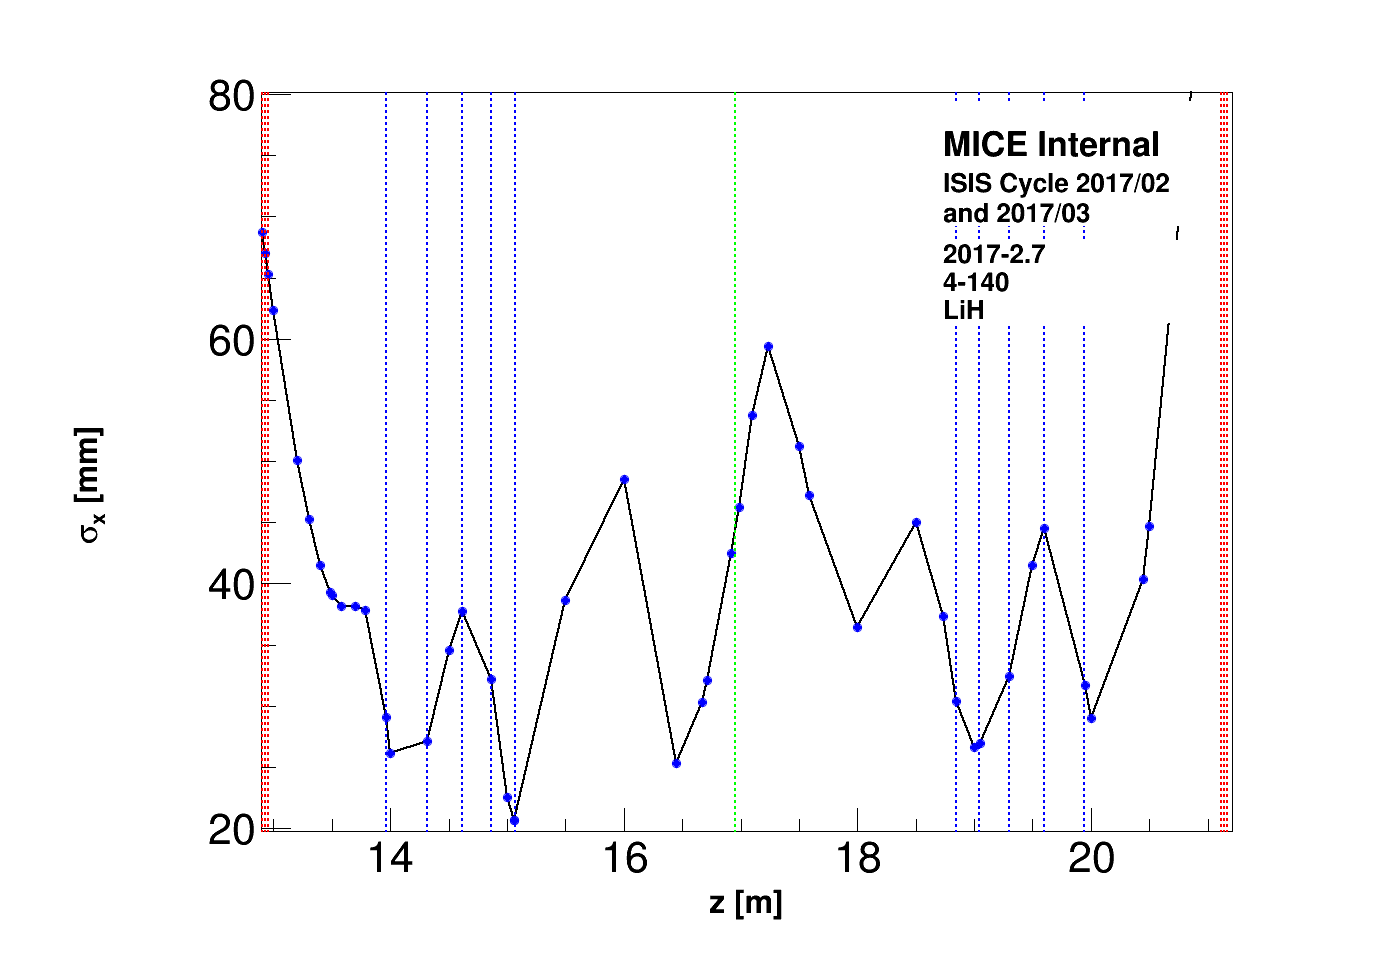 80
60
40
20
σx [mm]
MICE Internal
ISIS Cycle 2017/02
and 2017/03
2017-2.7
4-140
LiH
14 16 18 20
z [m]